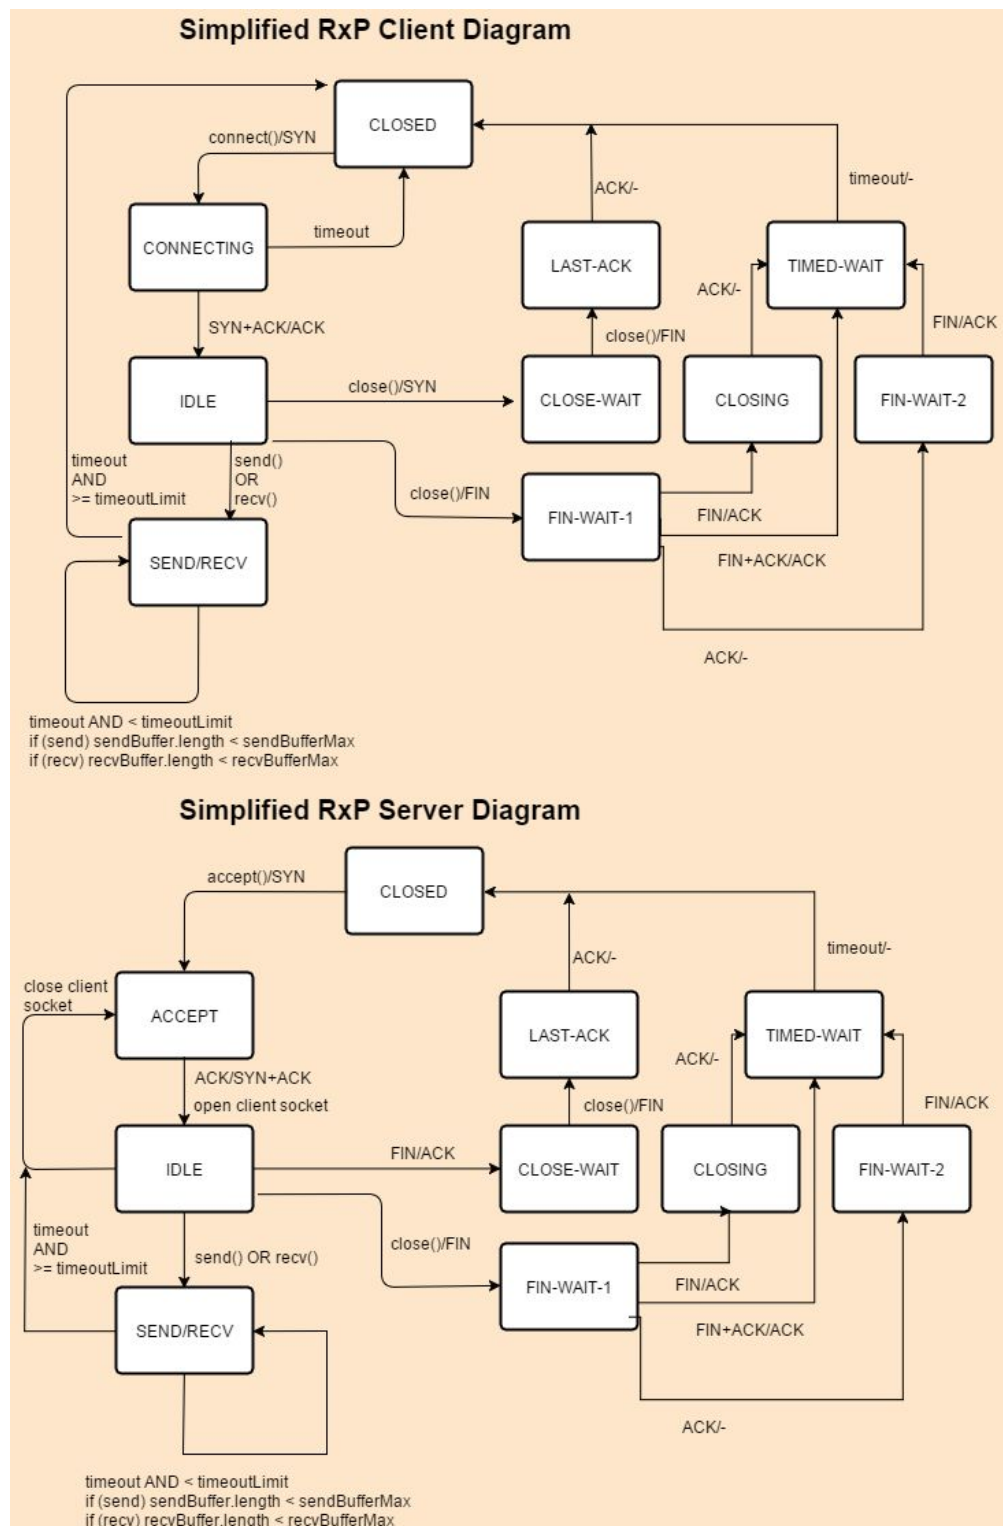 Simplified RxP Client Diagram
CLOSED
connect()/SYN
timeout/-
ACK/-
timeout
CONNECTING
LAST-ACK
TIMED-WAIT
ACK/-
SYN+ACK/ACK
FIN/ACK
close()/FIN
close()/SYN
IDLE
CLOSE-WAIT
CLOSING
FIN-WAIT-2
timeout
AND
>= timeoutLimit
send()
OR
recv()
close()/FIN
FIN-WAIT-1
FIN/ACK
FIN+ACK/ACK
SEND/RECV
ACK/-
timeout AND < timeoutLimit
if (send) sendBuffer.length < sendBufferMax
if (recv) recvBuffer.length < recvBufferMax
Simplified RxP Server Diagram
accept()/SYN
CLOSED
timeout/-
ACK/-
close client
socket
ACCEPT
LAST-ACK
TIMED-WAIT
ACK/-
ACK/SYN+ACK
open client socket
close()/FIN
FIN/ACK
FIN/ACK
IDLE
CLOSE-WAIT
CLOSING
FIN-WAIT-2
timeout
AND
>= timeoutLimit
send() OR recv()
close()/FIN
FIN-WAIT-1
FIN/ACK
FIN+ACK/ACK
SEND/RECV
ACK/-
timeout AND < timeoutLimit
if (send) sendBuffer.length < sendBufferMax
if (recv) recvBuffer.length < recvBufferMax